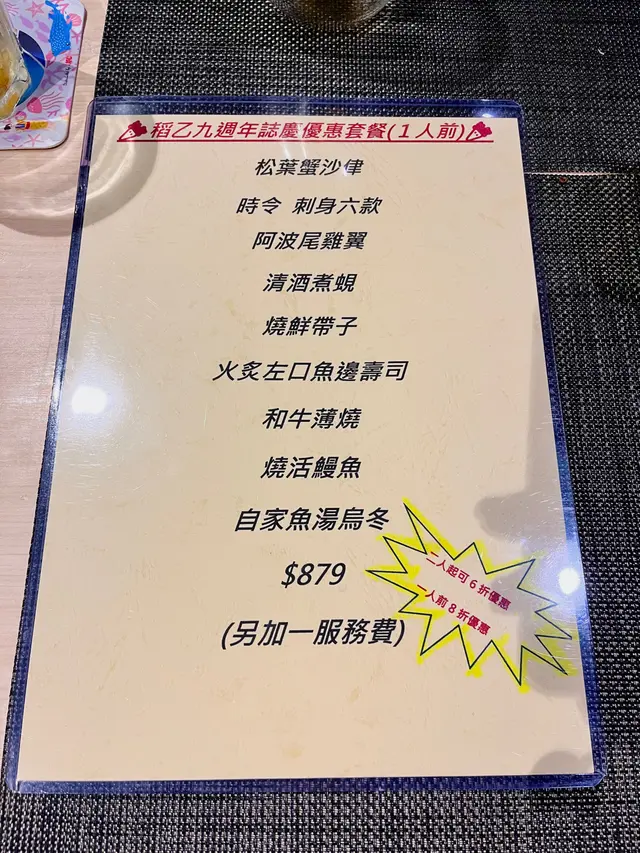 稻乙九週年誌慶優惠套餐(1人前)
松葉蟹沙侓
時令 刺身六款
阿波尾雞翼
清酒煮蜆
燒鮮帶子
火炙左口魚邊壽司
和牛薄燒
燒活鰻魚
自家魚湯烏冬
$879
(另加一服務費)
二人起可6折優惠
一人前8折優惠